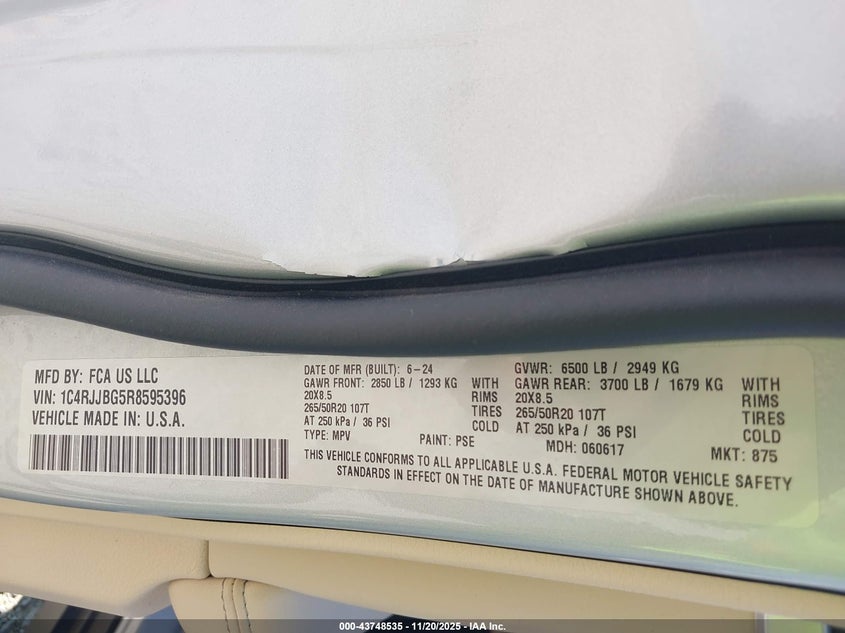 MFD BY: FCA US LLC
VIN: 1C4RJJBG5R8595396
VEHICLE MADE IN: U.S.A.
DATE OF MFR (BUILT): 6-24
GAWR FRONT: 2850 LB / 1293 KG WITH
20X8.5 RIMS
265/50R20 107T TIRES
AT 250 kPa / 36 PSI COLD
TYPE: MPV PAINT: PSE
GVWR: 6500 LB / 2949 KG
GAWR REAR: 3700 LB / 1679 KG WITH
20X8.5 RIMS
265/50R20 107T TIRES
AT 250 kPa / 36 PSI COLD
MDH: 060617 MKT: 875
THIS VEHICLE CONFORMS TO ALL APPLICABLE U.S.A. FEDERAL MOTOR VEHICLE SAFETY
STANDARDS IN EFFECT ON THE DATE OF MANUFACTURE SHOWN ABOVE.
000-43748535 - 11/20/2025 - IAA Inc.